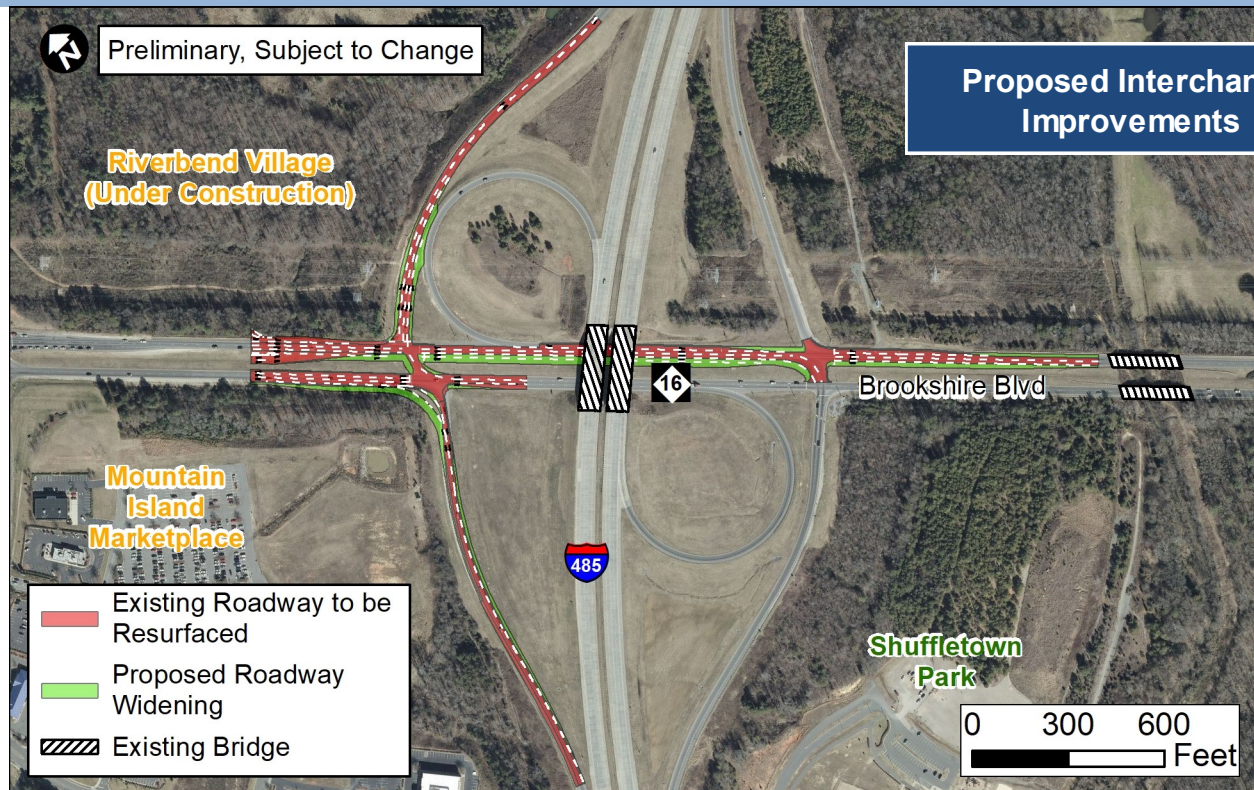 Preliminary, Subject to Change
Proposed Interchan
Improvements
Riverbend Village
(Under Construction)
16
Brookshire Blvd
Mountain
Island
Marketplace
485
Existing Roadway to be
Resurfaced
Proposed Roadway
Widening
Existing Bridge
Shuffletown
Park
0 300 600
Feet